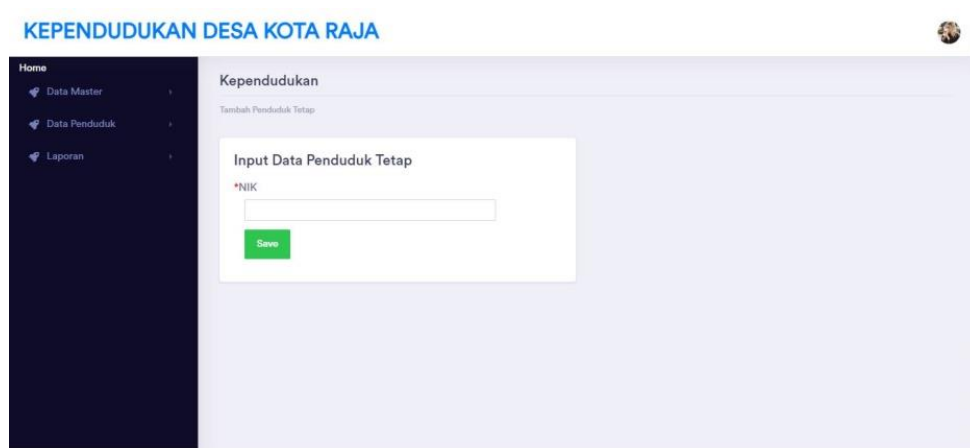 KEPENDUDUKAN DESA KOTA RAJA
Home
Data Master
Data Penduduk
Laporan
Kependudukan
Tambah Penduduk Tetap
Input Data Penduduk Tetap
*NIK
Save